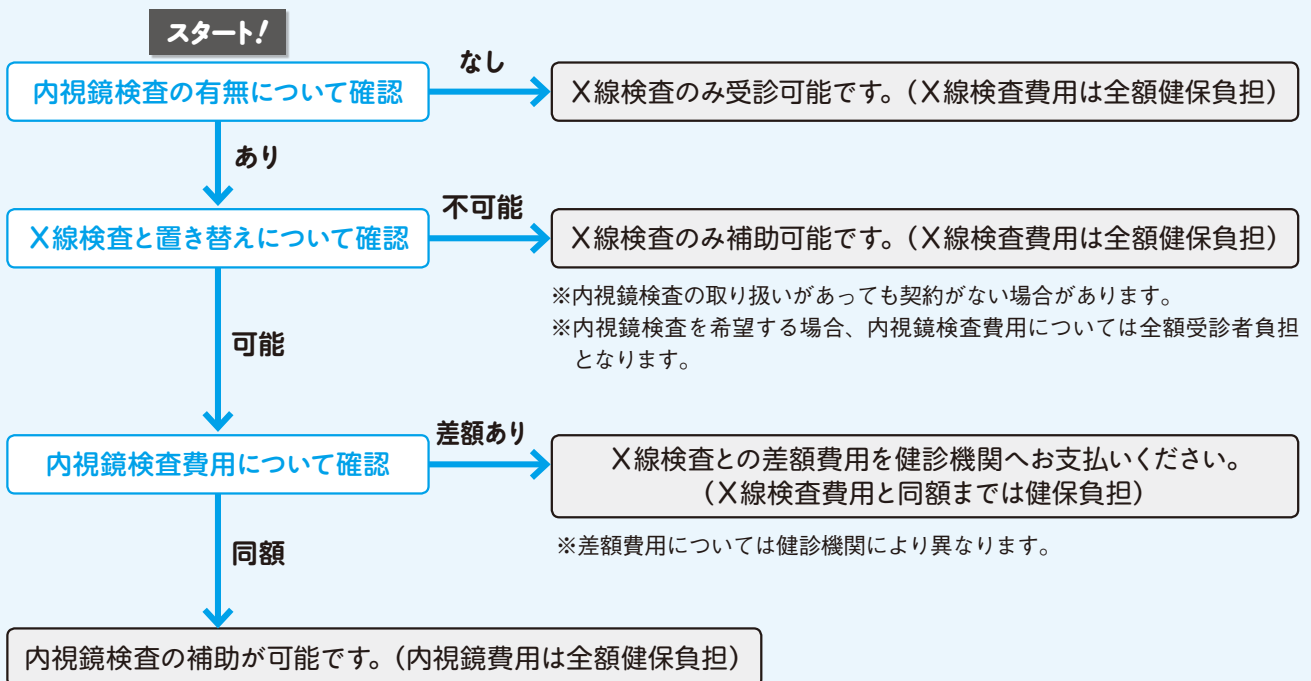 スタート!
内視鏡検査の有無について確認
なし
X線検査のみ受診可能です。(X線検査費用は全額健保負担)
あり
X線検査と置き替えについて確認
不可能
X線検査のみ補助可能です。(X線検査費用は全額健保負担)
※内視鏡検査の取り扱いがあっても契約がない場合があります。
※内視鏡検査を希望する場合、内視鏡検査費用については全額受診者負担
となります。
可能
内視鏡検査費用について確認
差額あり
X線検査との差額費用を健診機関へお支払いください。
(X線検査費用と同額までは健保負担)
※差額費用については健診機関により異なります。
同額
内視鏡検査の補助が可能です。(内視鏡費用は全額健保負担)